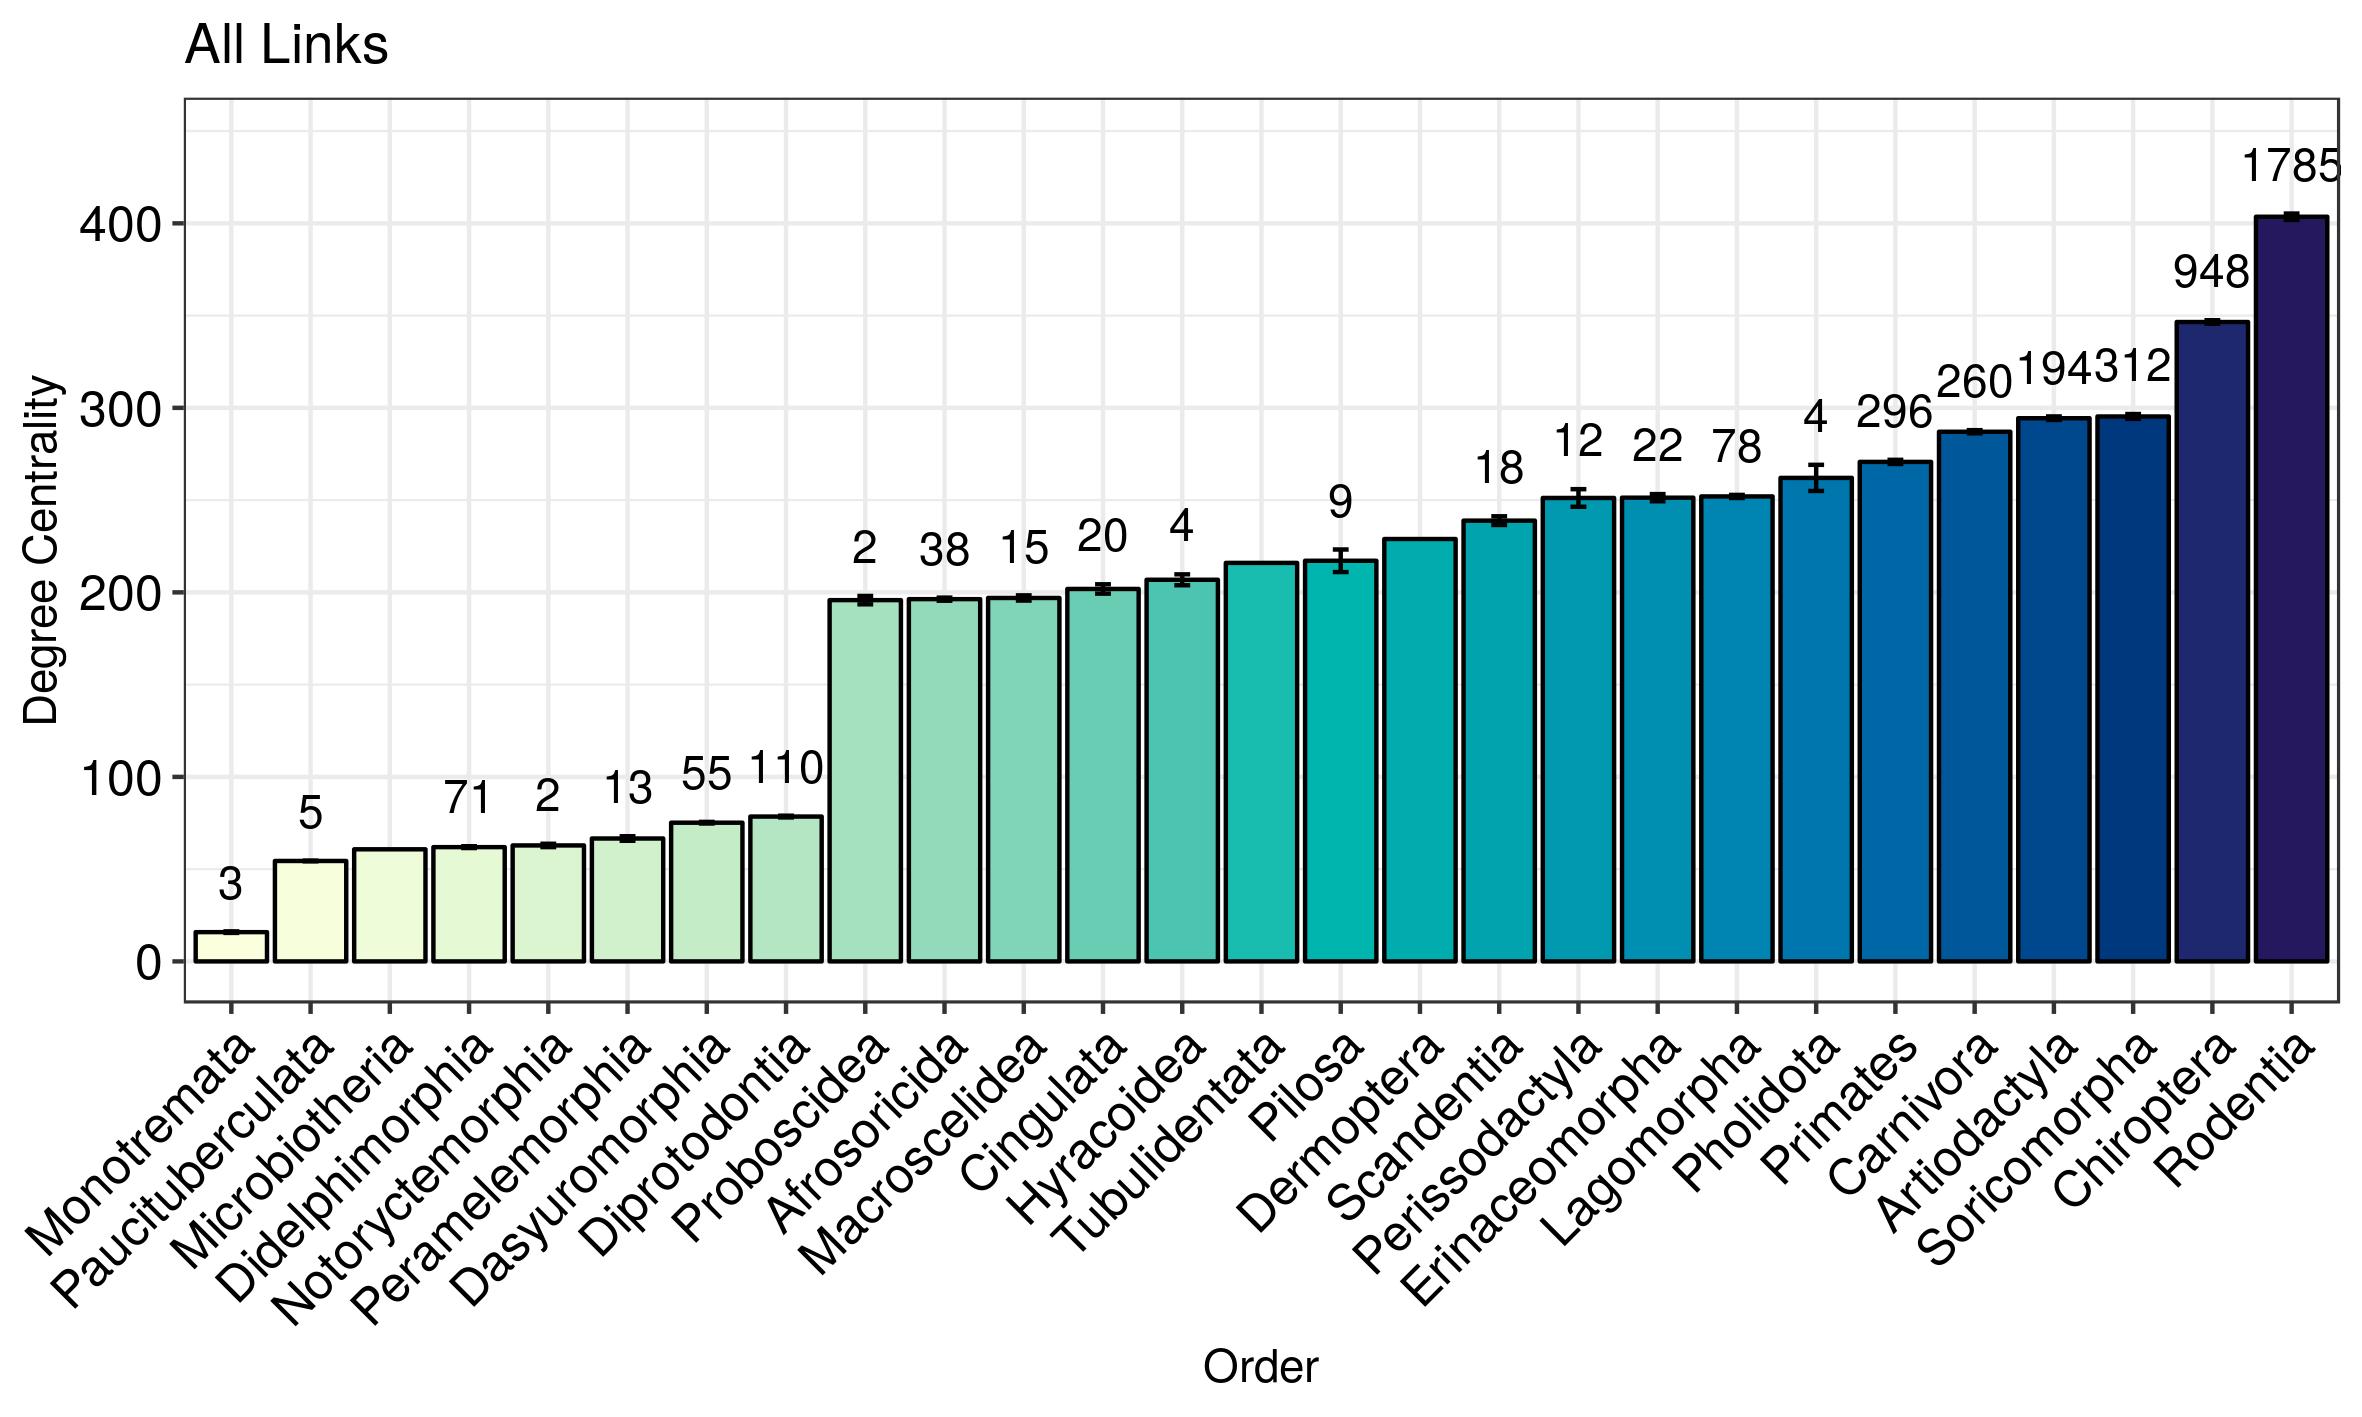 All Links
Degree Centrality
400
300
200
100
0
3
5
71
2
13
55
110
2
38
15
20
4
9
18
12
22
78
4
296
260
194
312
948
1785
Monotremata
Paucituberculata
Microbiotheria
Didelphimorphia
Notoryctemorphia
Peramelemorphia
Dasyuromorphia
Diprotodontia
Proboscidea
Afrosoricida
Macroscelidea
Cingulata
Hyracoidea
Tubulidentata
Pilosa
Dermoptera
Scandentia
Perissodactyla
Erinaceomorpha
Lagomorpha
Pholidota
Primates
Carnivora
Artiodactyla
Soricomorpha
Chiroptera
Rodentia
Order